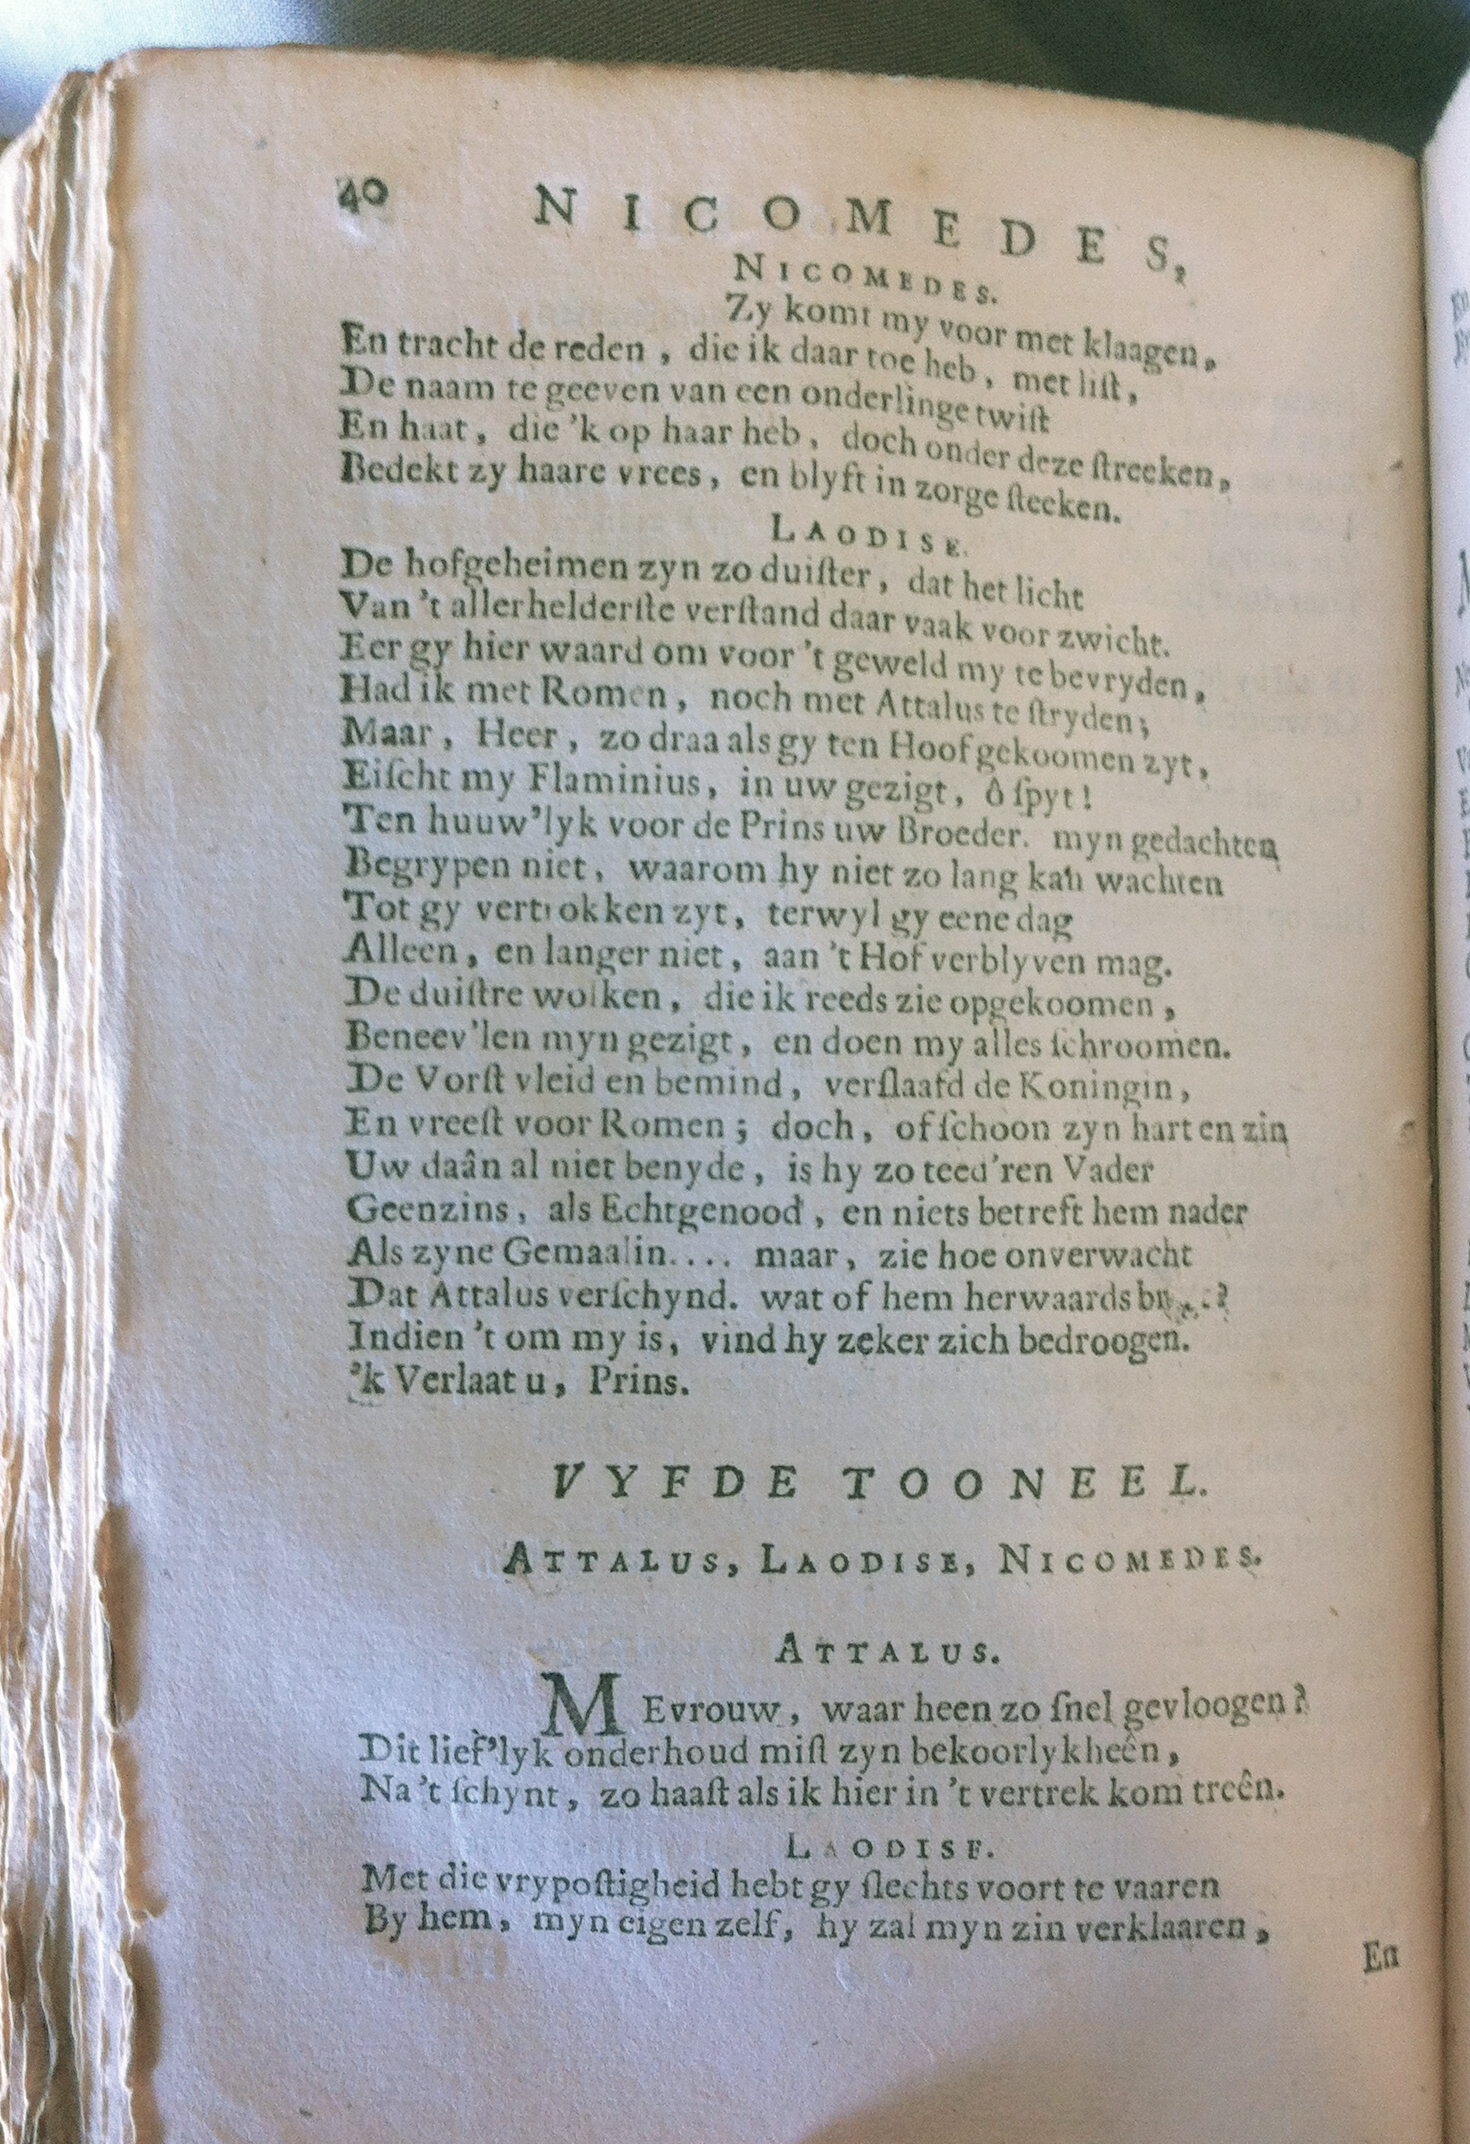 40 NICOMEDES,
NICOMEDES.
Zy komt my voor met klaagen,
En tracht de reden, die ik daar toe heb, met liſt,
De naam te geeven van een onderlinge twiſt
En haat, die 'k op haar heb, doch onder deze ſtreeken,
Bedekt zy haare vrees, en blyft in zorge ſteeken.
LAODISE.
De hofgeheimen zyn zo duiſter, dat het licht
Van 't allerhelderſte verſtand daar vaak voor zwicht.
Eer gy hier waard om voor 't geweld my te bevryden,
Had ik met Romen, noch met Attalus te ſtryden;
Maar, Heer, zo draa als gy ten Hoof gekoomen zyt,
Eiſcht my Flaminius, in uw gezigt, ô ſpyt!
Ten huuw'lyk voor de Prins uw Broeder. myn gedachten
Begrypen niet, waarom hy niet zo lang kan wachten
Tot gy vertrokken zyt, terwyl gy eene dag
Alleen, en langer niet, aan 't Hof verblyven mag.
De duiſtre wolken, die ik reeds zie opgekoomen,
Beneev'len myn gezigt, en doen my alles ſchroomen.
De Vorſt vleid en bemind, verſlaafd de Koningin,
En vreeſt voor Romen; doch, of ſchoon zyn hart en zin
Uw daân al niet benyde, is hy zo teed'ren Vader
Geenzins, als Echtgenood, en niets betreft hem nader
Als zyne Gemaalin.... maar, zie hoe onverwacht
Dat Attalus verſchynd. wat of hem herwaards ?
Indien 't om my is, vind hy zeker zich bedroogen.
'k Verlaat u, Prins.
VYFDE TOONEEL.
ATTALUS, LAODISE, NICOMEDES.
ATTALUS.
MEvrouw, waar heen zo ſnel gevloogen?
Dit lief'lyk onderhoud miſt zyn bekoorlykheên,
Na 't ſchynt, zo haaſt als ik hier in 't vertrek kom treên.
LAODISE.
Met die vrypoſtigheid hebt gy ſlechts voort te vaaren
By hem, myn eigen zelf, hy zal myn zin verklaaren,
En